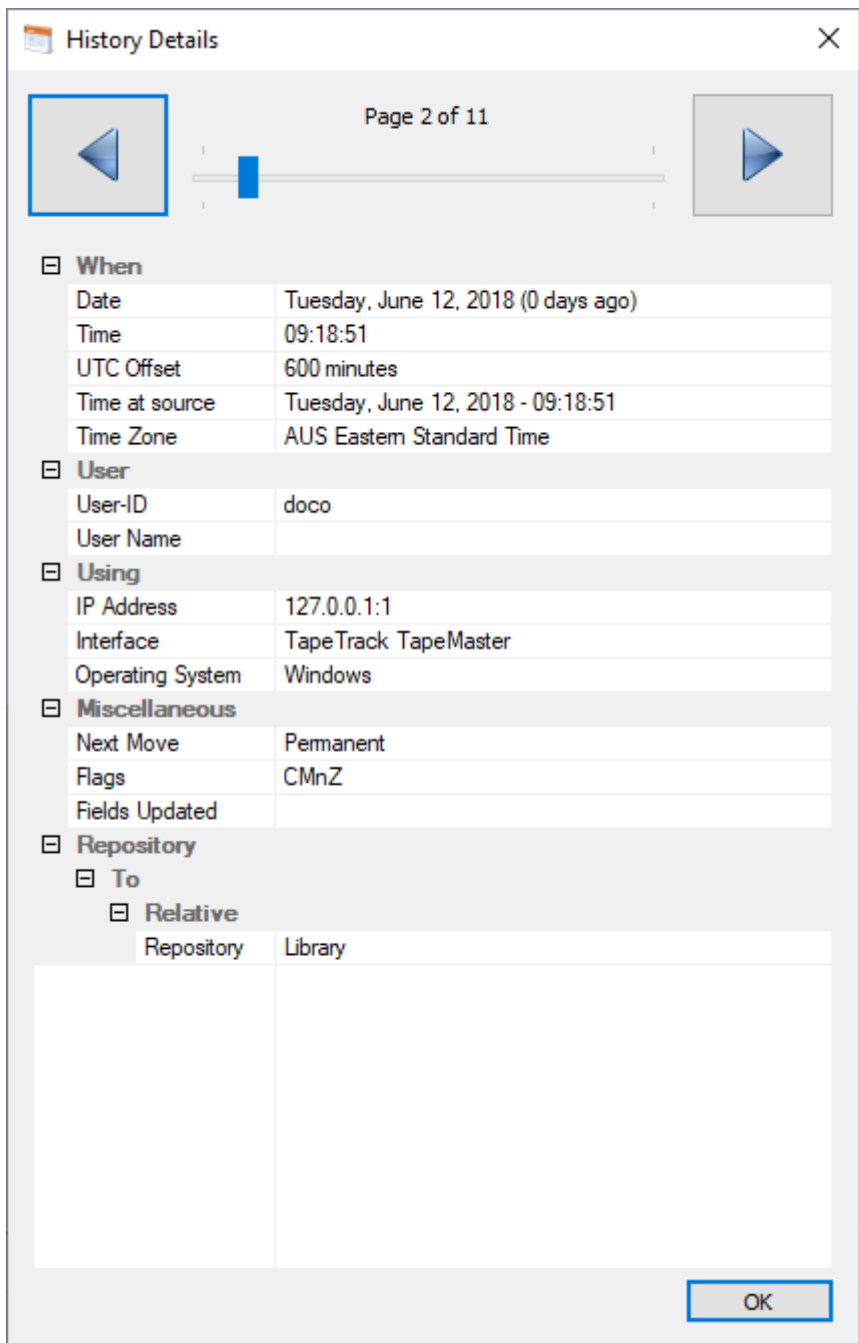 History Details
Page 2 of 11
When
Date Tuesday, June 12, 2018 (0 days ago)
Time 09:18:51
UTC Offset 600 minutes
Time at source Tuesday, June 12, 2018 - 09:18:51
Time Zone AUS Eastern Standard Time
User
User-ID doco
User Name
Using
IP Address 127.0.0.1:1
Interface TapeTrack TapeMaster
Operating System Windows
Miscellaneous
Next Move Permanent
Flags CMnZ
Fields Updated
Repository
To
Relative
Repository Library
OK